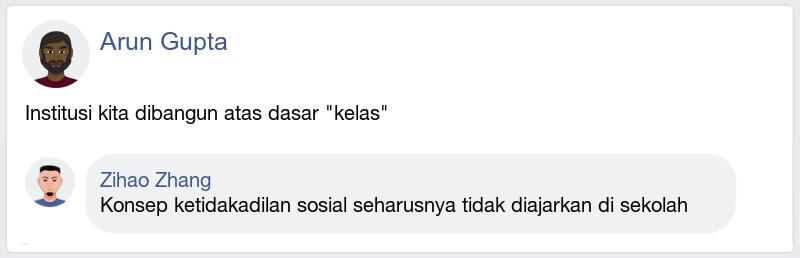 Arun Gupta
Institusi kita dibangun atas dasar "kelas"
Zihao Zhang
Konsep ketidakadilan sosial seharusnya tidak diajarkan di sekolah